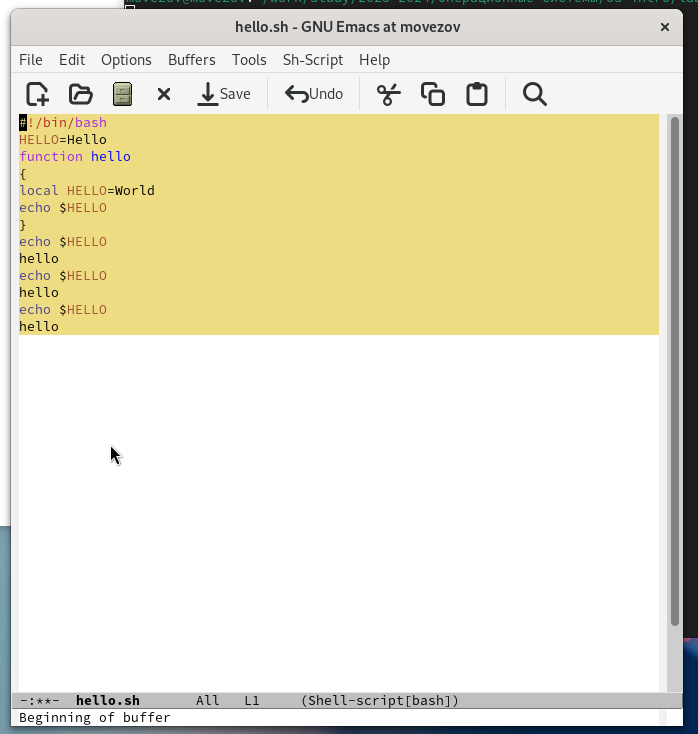 hello.sh - GNU Emacs at movezov
File Edit Options Buffers Tools Sh-Script Help
Save Undo
#!/bin/bash
HELLO=Hello
function hello
{
local HELLO=World
echo $HELLO
}
echo $HELLO
hello
echo $HELLO
hello
echo $HELLO
hello
-:**- hello.sh All L1 (Shell-script[bash])
Beginning of buffer